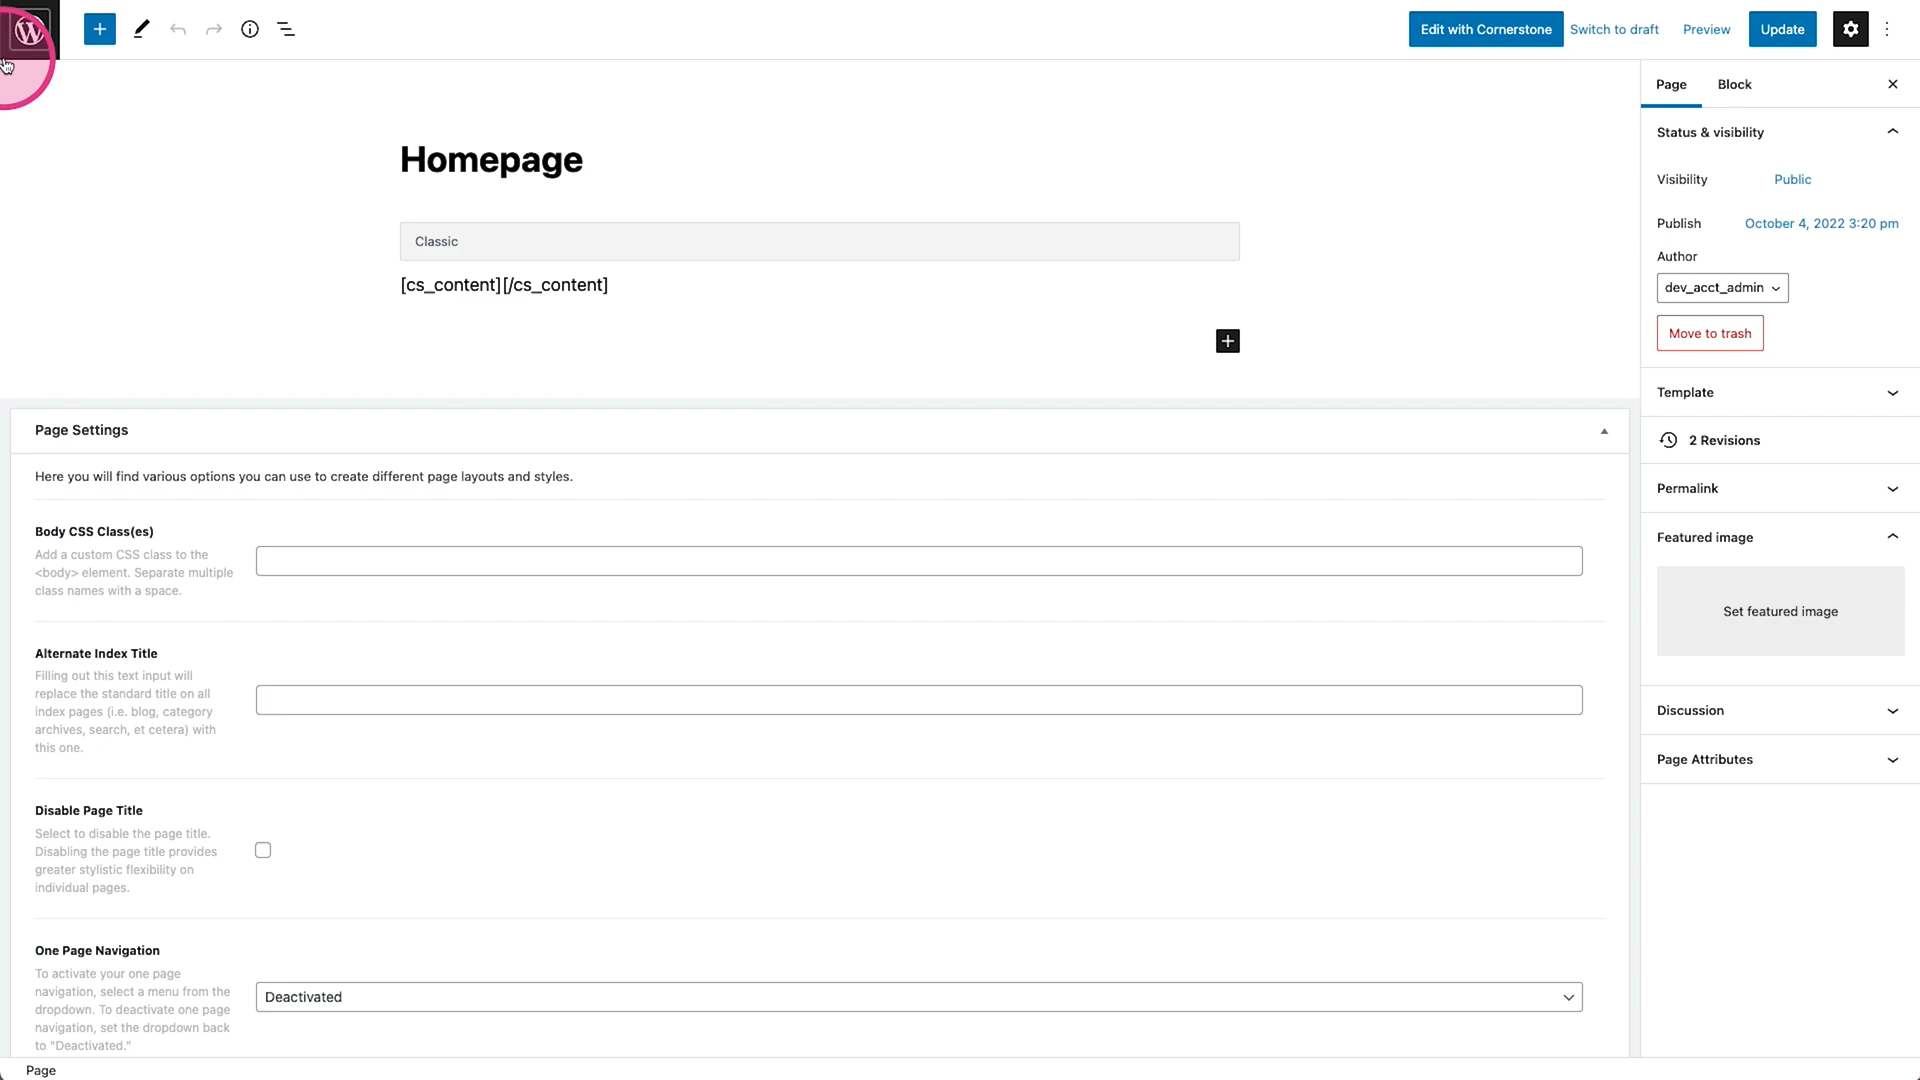 Edit with Cornerstone Switch to draft Preview Update
Page Block
Status & visibility
Homepage
Visibility Public
Publish October 4, 2022 3:20 pm
Classic
Author
[cs_content][/cs_content]
dev_acct_admin
Move to trash
Template
Page Settings
2 Revisions
Here you will find various options you can use to create different page layouts and styles.
Permalink
Body CSS Class(es)
Featured image
Add a custom CSS class to the
<body> element. Separate multiple
class names with a space.
Set featured image
Alternate Index Title
Filling out this text input will
replace the standard title on all
index pages (i.e. blog, category
archives, search, et cetera) with
this one.
Discussion
Page Attributes
Disable Page Title
Select to disable the page title.
Disabling the page title provides
greater stylistic flexibility on
individual pages.
One Page Navigation
To activate your one page
navigation, select a menu from the
dropdown. To deactivate one page
navigation, set the dropdown back
to "Deactivated."
Deactivated
Page